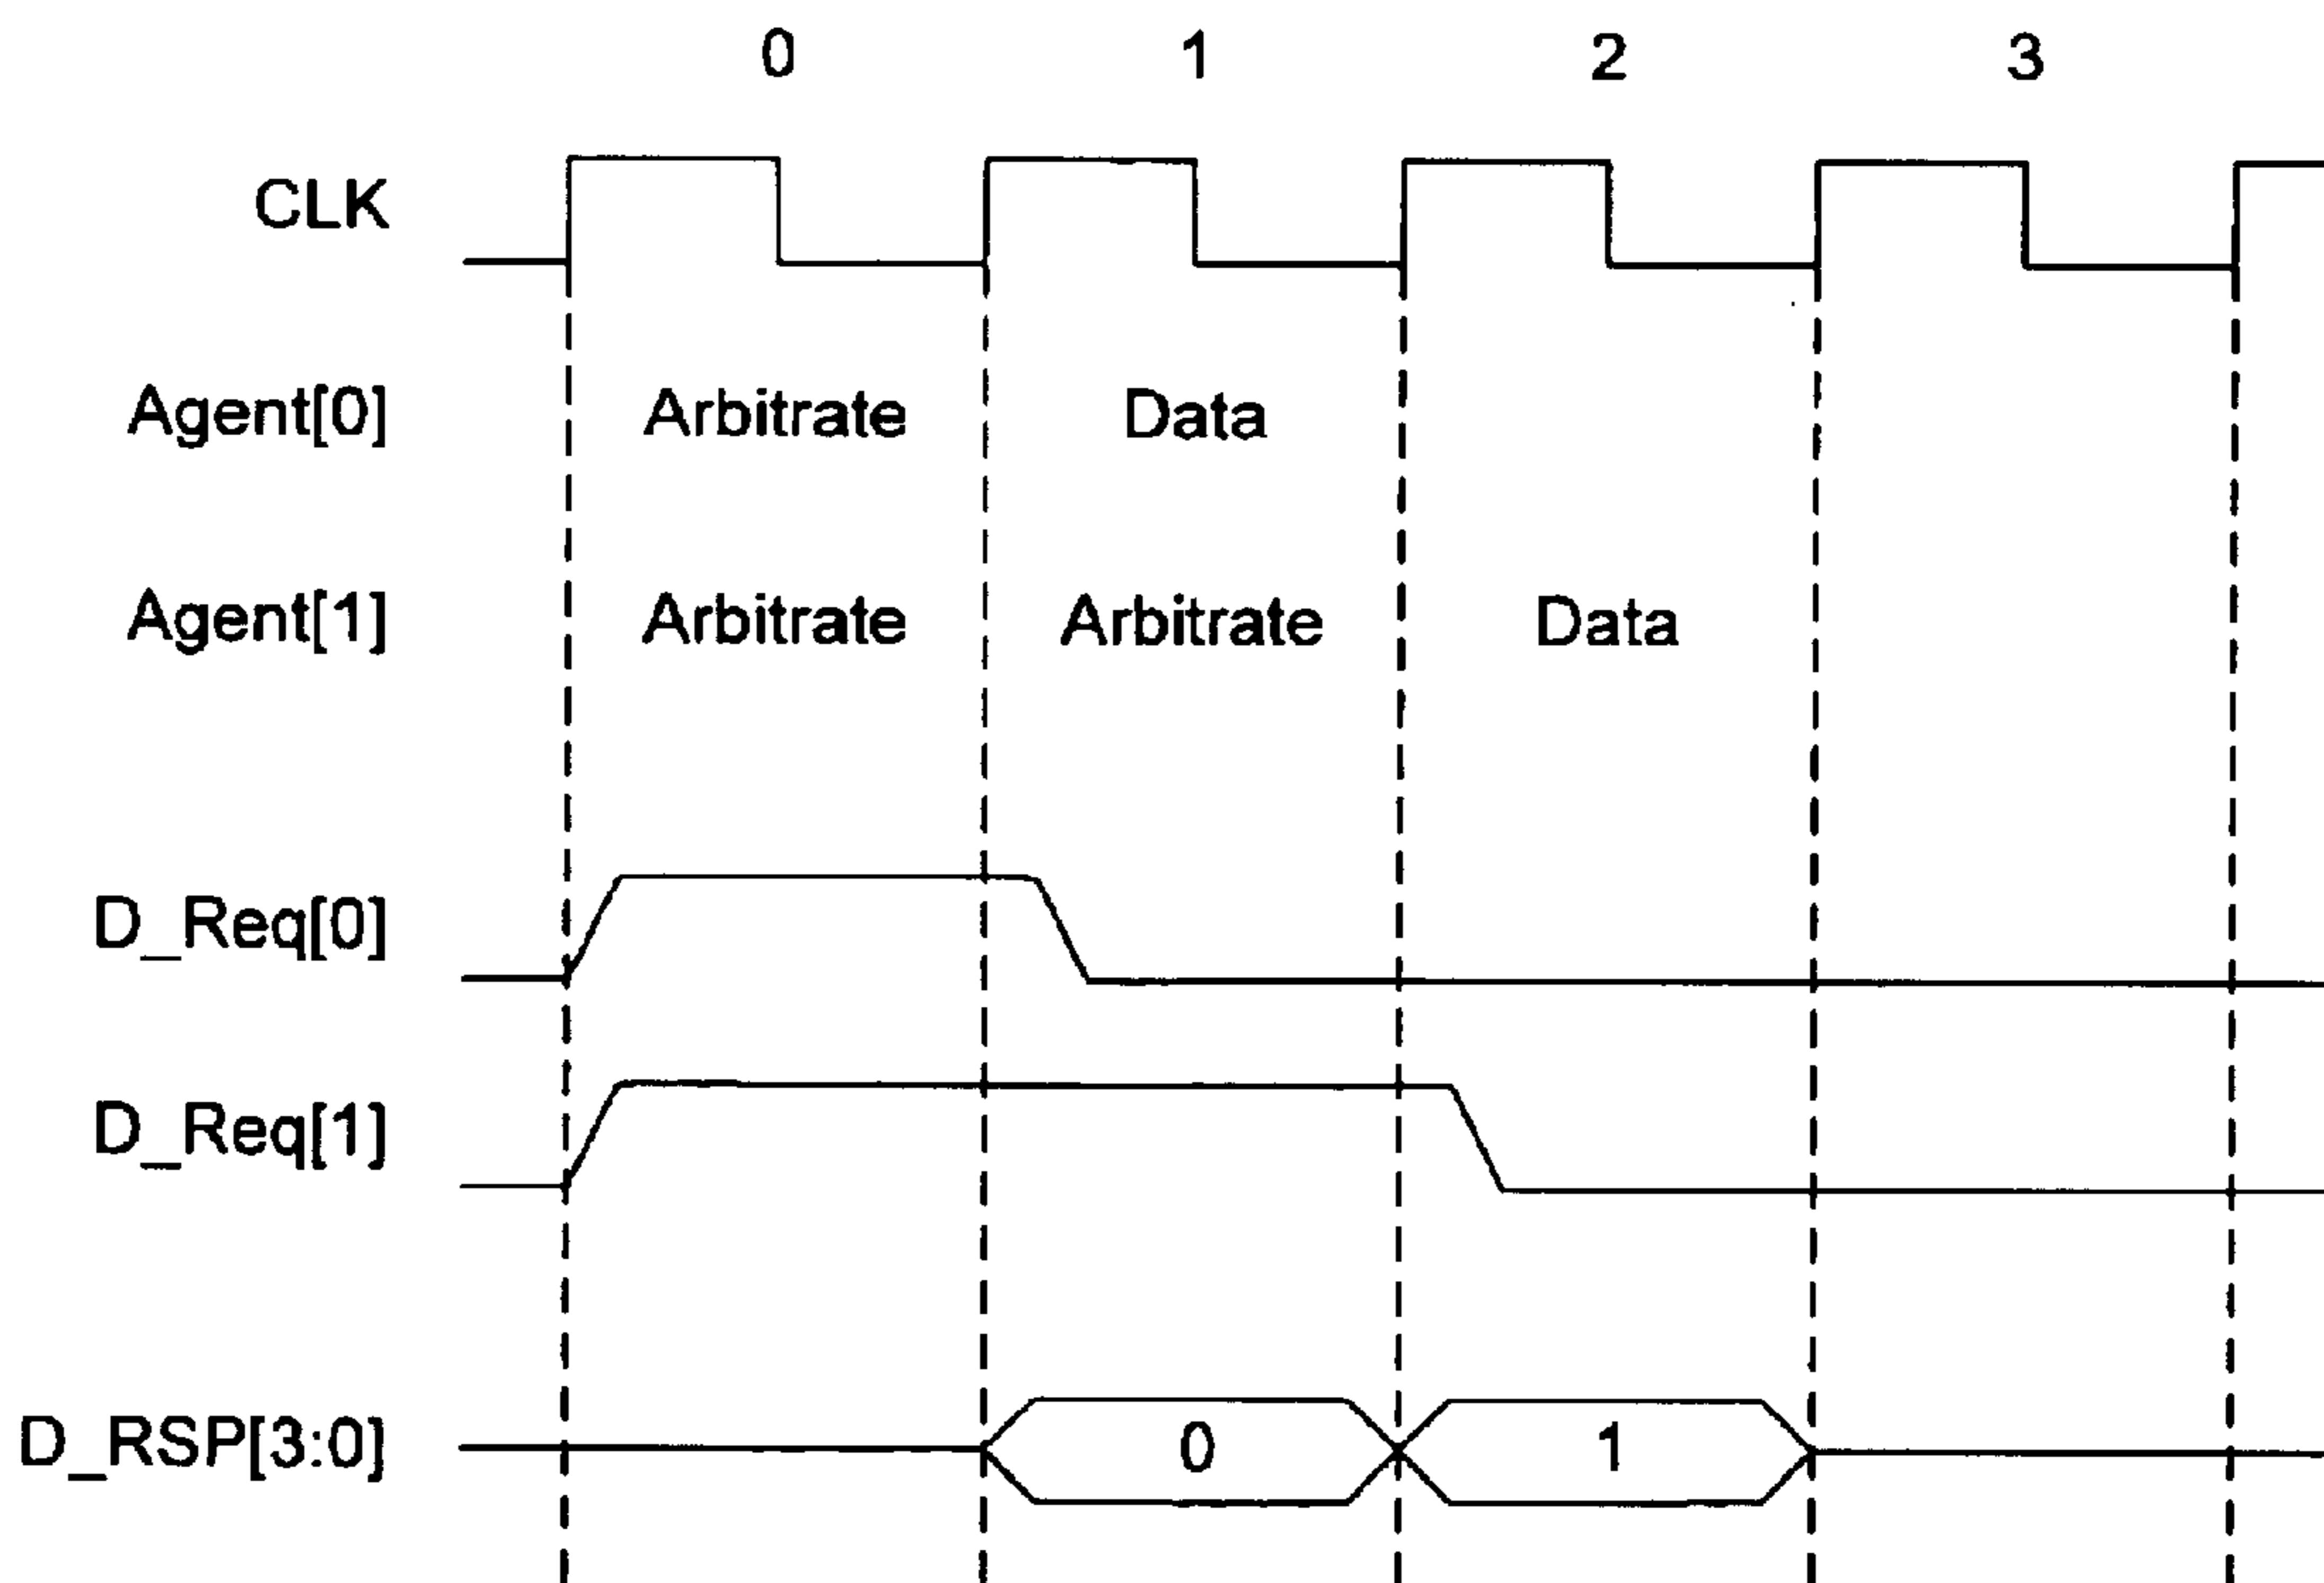 0 1 2 3
CLK
Agent[0] Arbitrate Data
Agent[1] Arbitrate Arbitrate Data
D_Req[0]
D_Req[1]
D_RSP[3:0] 0 1